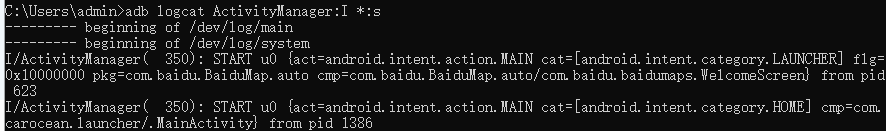 C:\Users\admin>adb logcat ActivityManager:I *:s
--------- beginning of /dev/log/main
--------- beginning of /dev/log/system
I/ActivityManager(  350): START u0 {act=android.intent.action.MAIN cat=[android.intent.category.LAUNCHER] flg=
0x10000000 pkg=com.baidu.BaiduMap.auto cmp=com.baidu.BaiduMap.auto/com.baidu.baidumaps.WelcomeScreen} from pid
 623
I/ActivityManager(  350): START u0 {act=android.intent.action.MAIN cat=[android.intent.category.HOME] cmp=com.
carocean.launcher/.MainActivity} from pid 1386